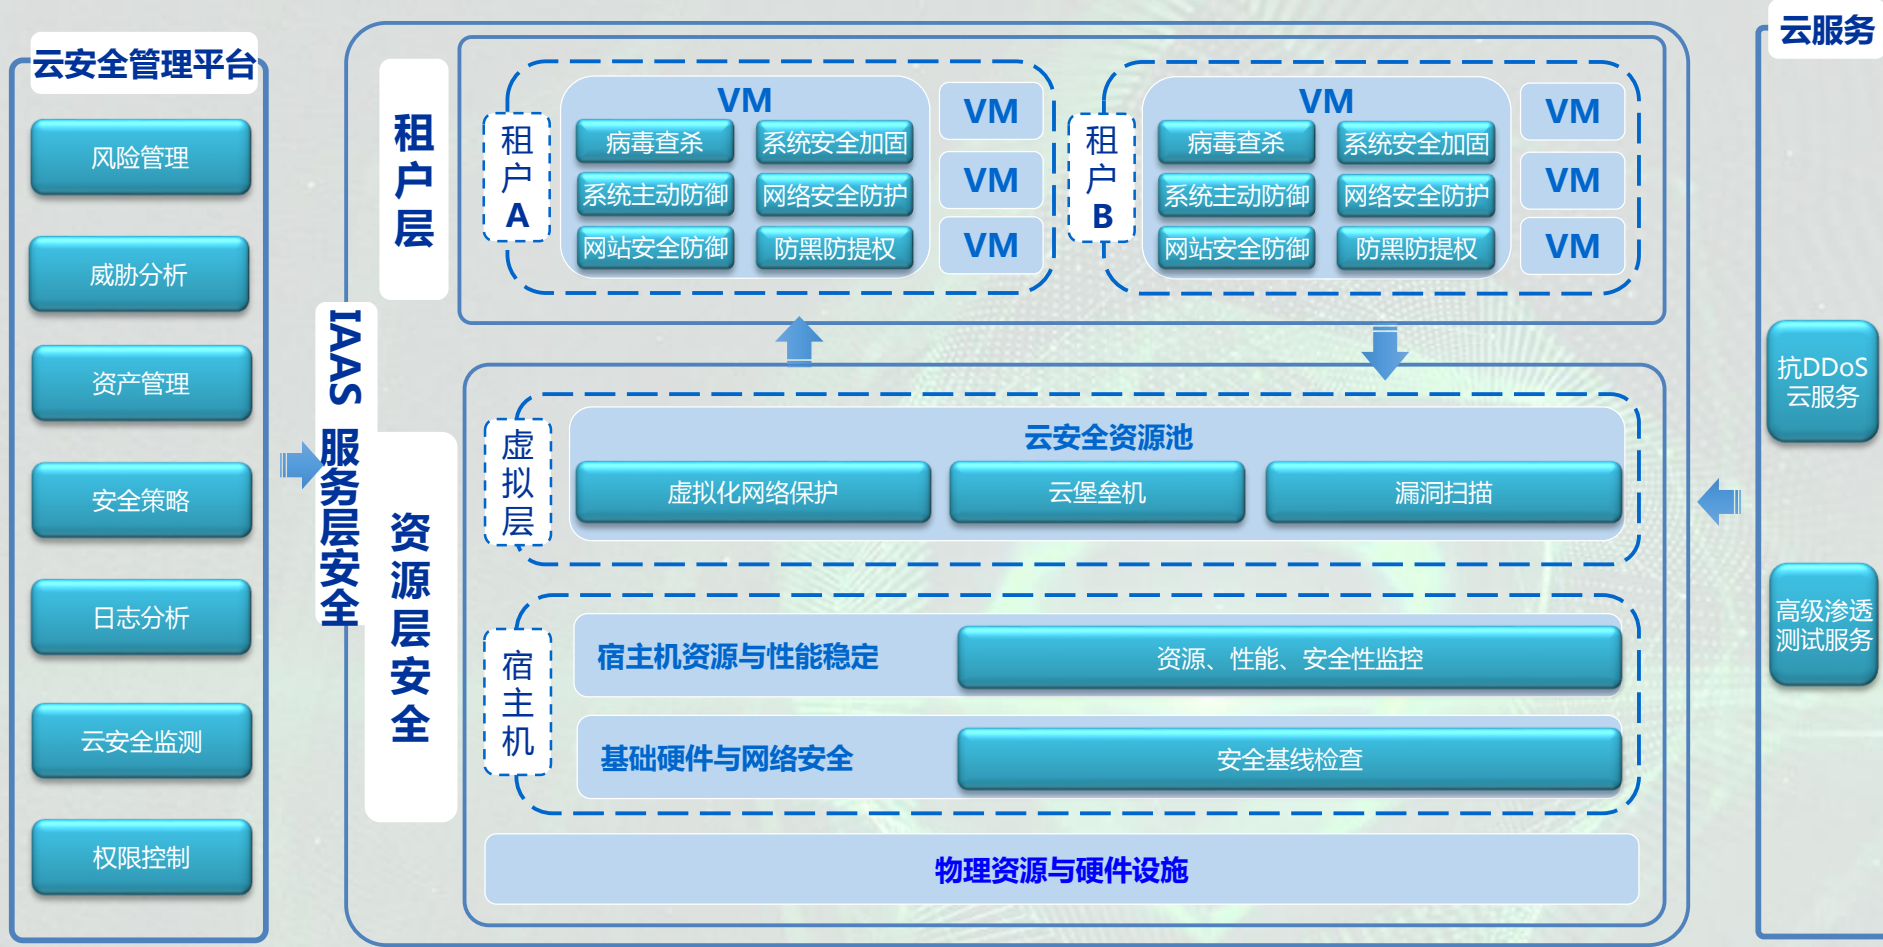 云安全管理平台
风险管理
威胁分析
资产管理
安全策略
日志分析
云安全监测
权限控制
IAAS 服务层安全
租户层
租户A
VM
病毒查杀
系统安全加固
系统主动防御
网络安全防护
网站安全防御
防黑防提权
VM
VM
VM
租户B
VM
病毒查杀
系统安全加固
系统主动防御
网络安全防护
网站安全防御
防黑防提权
VM
VM
VM
资源层安全
虚拟层
云安全资源池
虚拟化网络保护
云堡垒机
漏洞扫描
宿主机
宿主机资源与性能稳定
资源、性能、安全性监控
基础硬件与网络安全
安全基线检查
物理资源与硬件设施
云服务
抗DDoS
云服务
高级渗透
测试服务